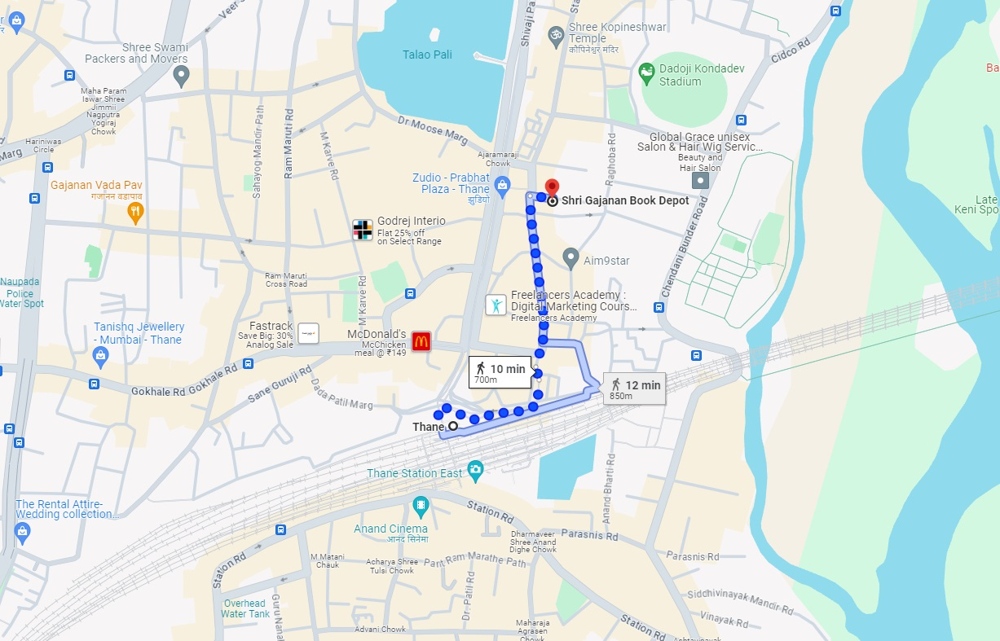 Veer S
Shivaji Pa
Sta
Shree Kopineshwar
Temple
कोपिनेश्वर मंदिर
Cidco Rd
Shree Swami
Packers and Movers
Talao Pali
Dadoji Kondadev
Stadium
Ba
Maha Param
Iswar Shree
Jimmii
Nagputra
Yogiraj
Chowk
Ram Maruti Rd
Sahayog Mandir Path
M Karve Rd
Dr Moose Marg
Hariniwas
Circle
Marg
Ajaramaraji
Chowk
Raghoba Rd
Global Grace unisex
Salon & Hair Wig Servic...
Beauty and
Hair Salon
Gajanan Vada Pav
गजानन वडापाव
Zudio - Prabhat
Plaza - Thane
झुडियो
Shri Gajanan Book Depot
Late
Keni Spo
Godrej Interio
Flat 25% off
on Select Range
Aim9star
Chendani Bunder Road
Naupada
Police
Water Spot
Ram Maruti
Cross Road
M Karve Rd
Freelancers Academy :
Digital Marketing Cours...
Freelancers Academy
Tanishq Jewellery
- Mumbai - Thane
Fastrack
Save Big: 30%
Analog Sale
McDonald's
McChicken
meal @ ₹149
Gokhale Rd
Gokhale Rd
Sane Guruji Rd
Dada Patil Marg
10 min
700m
12 min
850m
Thane
Thane Station East
Anand Bharti Rd
The Rental Attire-
Wedding collection...
Anand Cinema
आनंद सिनेमा
Station Rd
Dharmaveer
Shree Anand
Dighe Chowk
Parasnis Rd
Parasnis Rd
Station Rd
M Matani
Chauk
Acharya Shree
Tulsi Chowk
Pant Ram Marathe Path
Dr. Patil Rd
Overhead
Water Tank
Guru Nana
Siddhivinayak Mandir Rd
Vinayak Rd
Advani Chowk
Maharaja
Agrasen
Chowk
Station Rd
Ashtavinayak